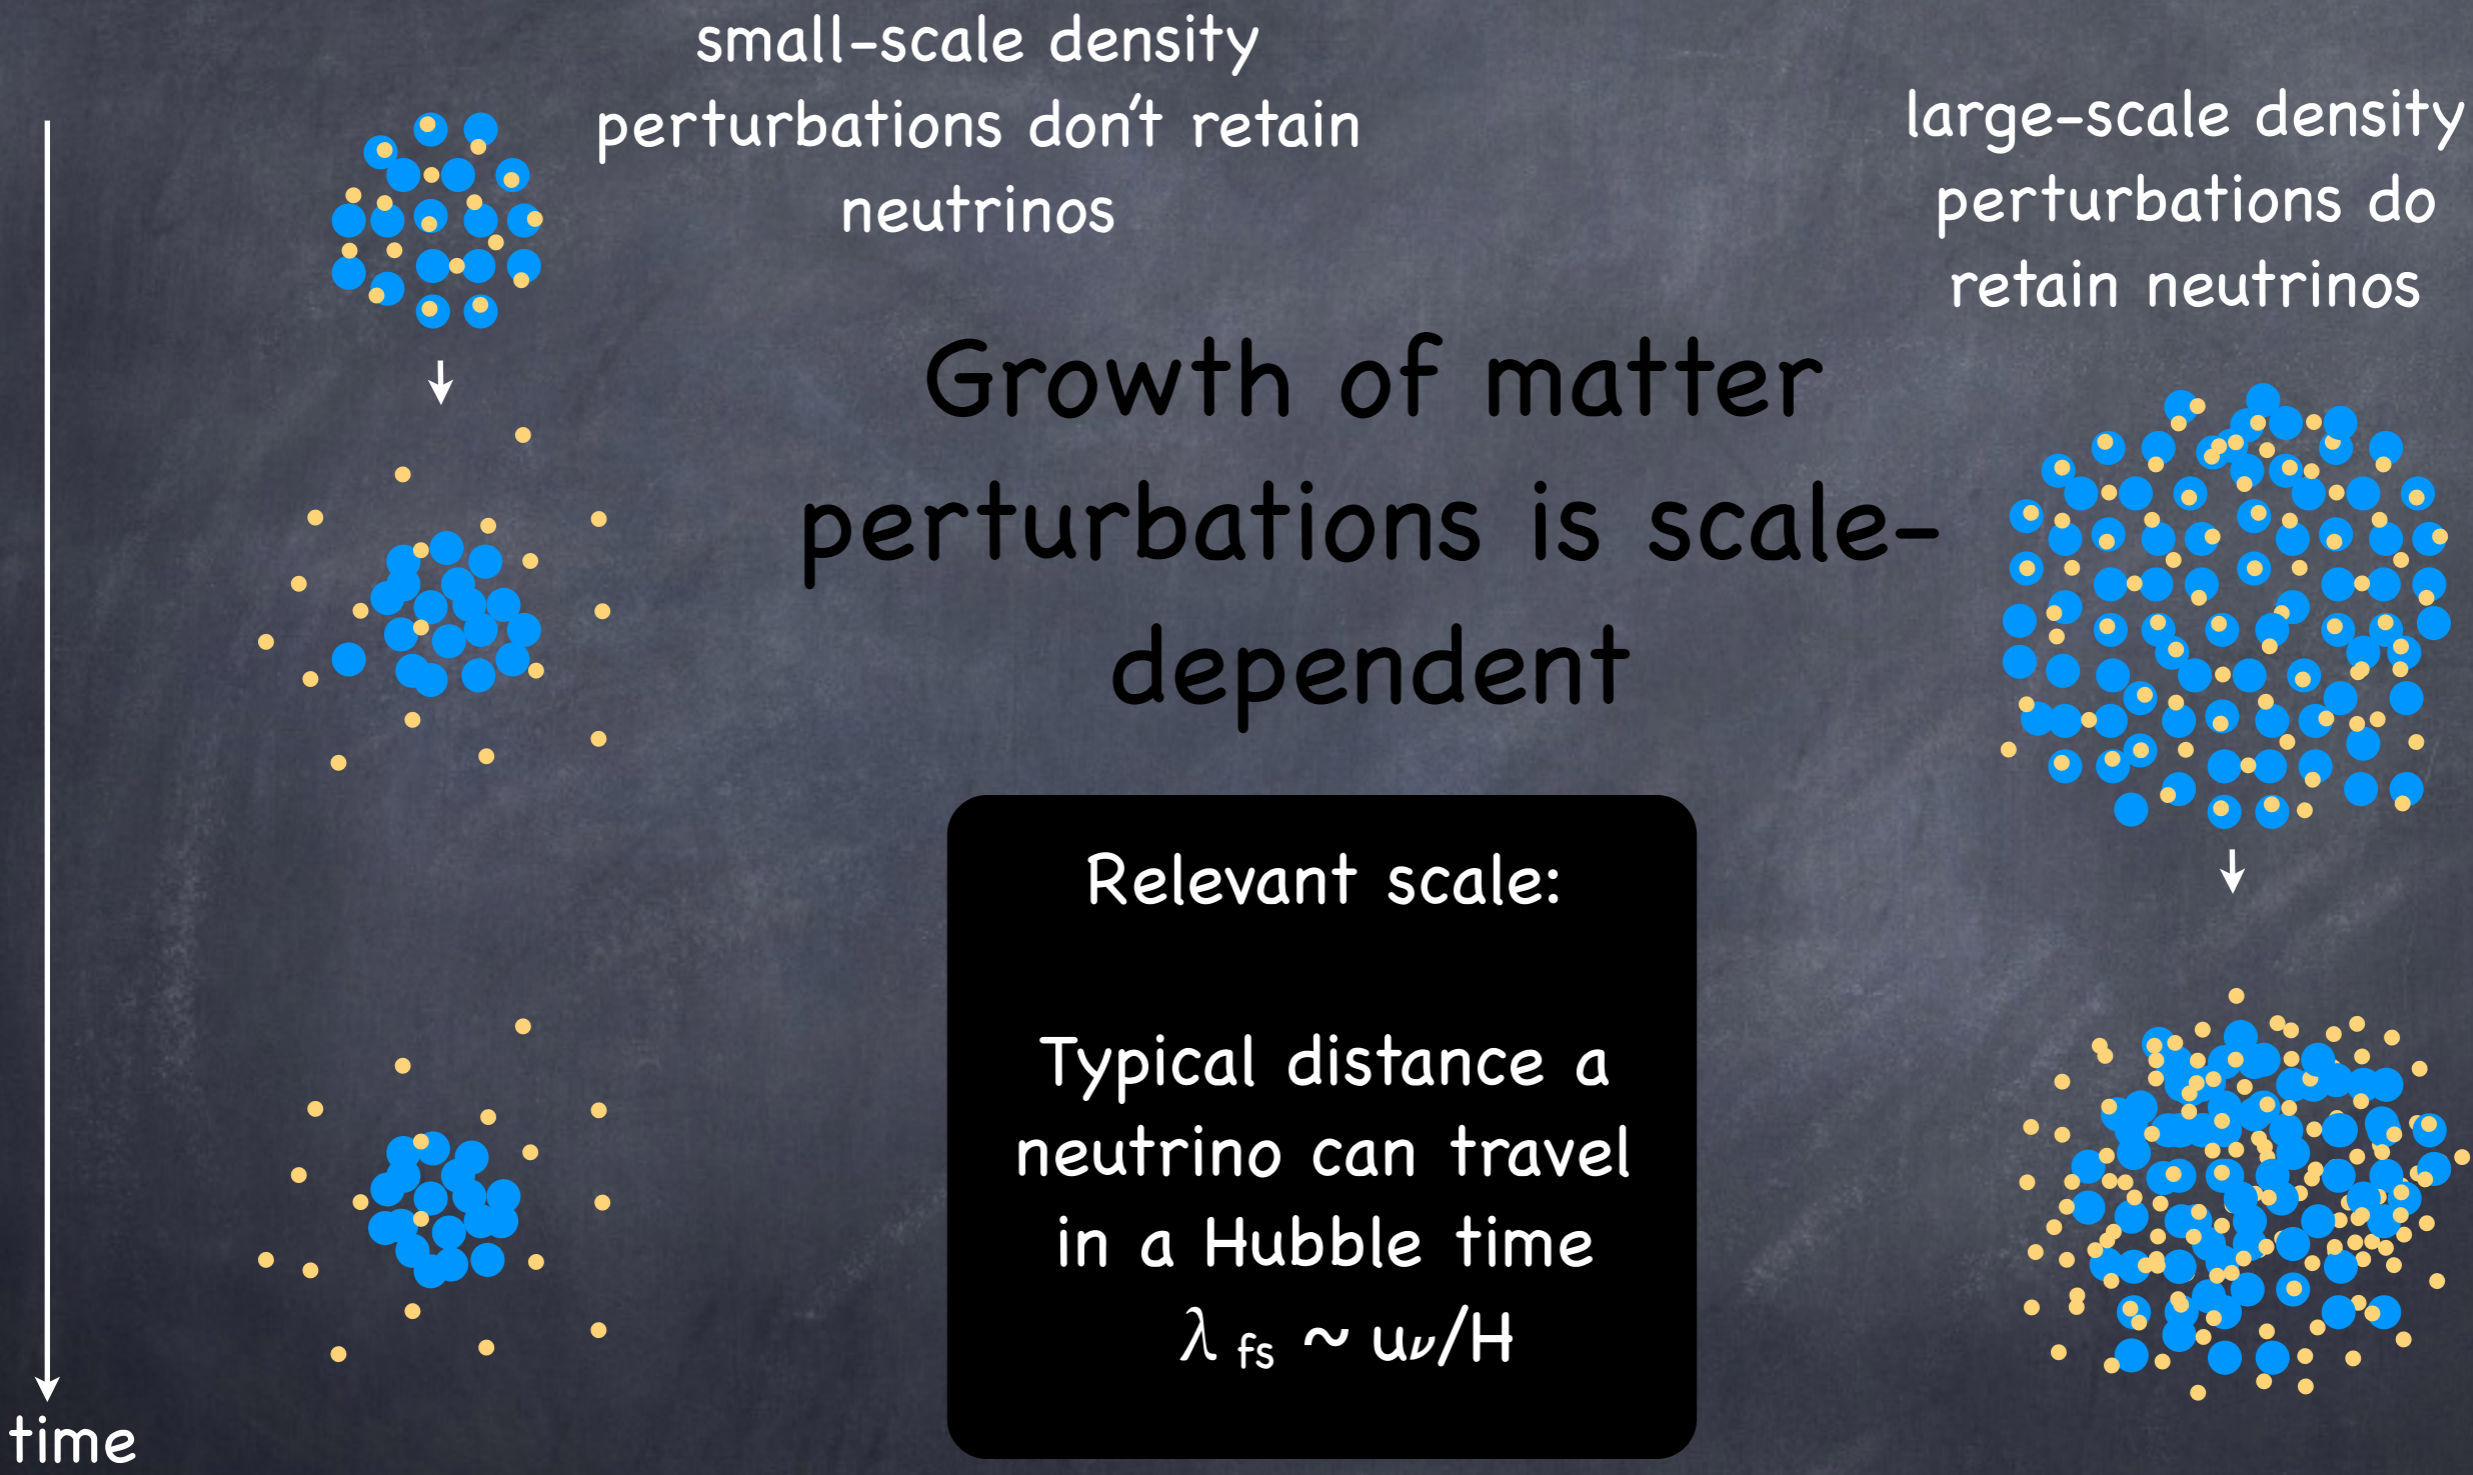 small-scale density
perturbations don't retain
neutrinos
large-scale density
perturbations do
retain neutrinos
Growth of matter
perturbations is scale-
dependent
Relevant scale:
Typical distance a
neutrino can travel
in a Hubble time
λ fs ~ uν/H
time